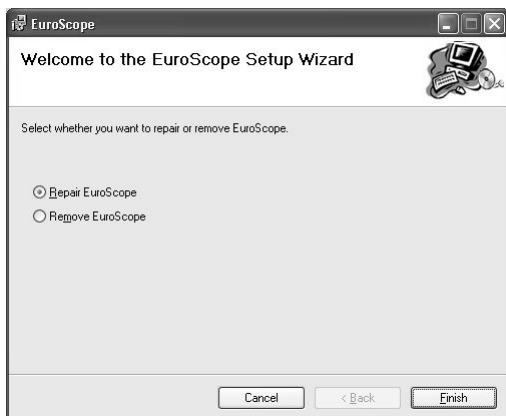 EuroScope
Welcome to the EuroScope Setup Wizard
Select whether you want to repair or remove EuroScope.
Repair EuroScope
Remove EuroScope
Cancel
< Back
Finish